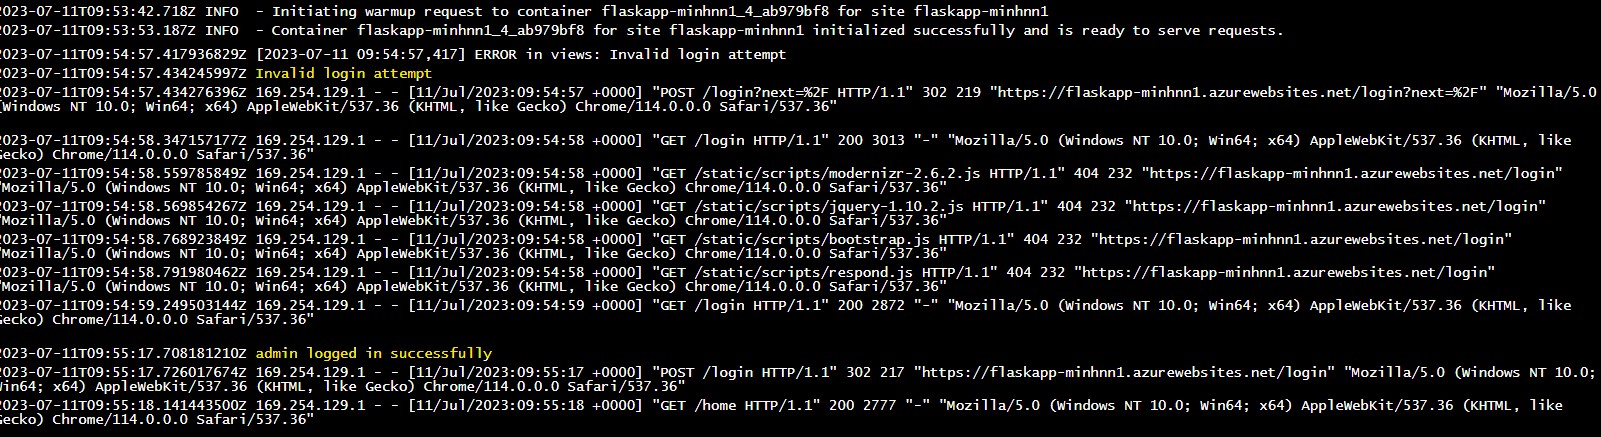 2023-07-11T09:53:42.718Z INFO  - Initiating warmup request to container flaskapp-minhnn1_4_ab979bf8 for site flaskapp-minhnn1
2023-07-11T09:53:53.187Z INFO  - Container flaskapp-minhnn1_4_ab979bf8 for site flaskapp-minhnn1 initialized successfully and is ready to serve requests.
2023-07-11T09:54:57.417936829Z [2023-07-11 09:54:57,417] ERROR in views: Invalid login attempt
2023-07-11T09:54:57.434245997Z Invalid login attempt
2023-07-11T09:54:57.434276396Z 169.254.129.1 - - [11/Jul/2023:09:54:57 +0000] "POST /login?next=%2F HTTP/1.1" 302 219 "https://flaskapp-minhnn1.azurewebsites.net/login?next=%2F" "Mozilla/5.0
(Windows NT 10.0; Win64; x64) AppleWebKit/537.36 (KHTML, like Gecko) Chrome/114.0.0.0 Safari/537.36"
2023-07-11T09:54:58.347157177Z 169.254.129.1 - - [11/Jul/2023:09:54:58 +0000] "GET /login HTTP/1.1" 200 3013 "-" "Mozilla/5.0 (Windows NT 10.0; Win64; x64) AppleWebKit/537.36 (KHTML, like
Gecko) Chrome/114.0.0.0 Safari/537.36"
2023-07-11T09:54:58.559785849Z 169.254.129.1 - - [11/Jul/2023:09:54:58 +0000] "GET /static/scripts/modernizr-2.6.2.js HTTP/1.1" 404 232 "https://flaskapp-minhnn1.azurewebsites.net/login"
"Mozilla/5.0 (Windows NT 10.0; Win64; x64) AppleWebKit/537.36 (KHTML, like Gecko) Chrome/114.0.0.0 Safari/537.36"
2023-07-11T09:54:58.569854267Z 169.254.129.1 - - [11/Jul/2023:09:54:58 +0000] "GET /static/scripts/jquery-1.10.2.js HTTP/1.1" 404 232 "https://flaskapp-minhnn1.azurewebsites.net/login"
"Mozilla/5.0 (Windows NT 10.0; Win64; x64) AppleWebKit/537.36 (KHTML, like Gecko) Chrome/114.0.0.0 Safari/537.36"
2023-07-11T09:54:58.768923849Z 169.254.129.1 - - [11/Jul/2023:09:54:58 +0000] "GET /static/scripts/bootstrap.js HTTP/1.1" 404 232 "https://flaskapp-minhnn1.azurewebsites.net/login"
"Mozilla/5.0 (Windows NT 10.0; Win64; x64) AppleWebKit/537.36 (KHTML, like Gecko) Chrome/114.0.0.0 Safari/537.36"
2023-07-11T09:54:58.791980462Z 169.254.129.1 - - [11/Jul/2023:09:54:58 +0000] "GET /static/scripts/respond.js HTTP/1.1" 404 232 "https://flaskapp-minhnn1.azurewebsites.net/login"
"Mozilla/5.0 (Windows NT 10.0; Win64; x64) AppleWebKit/537.36 (KHTML, like Gecko) Chrome/114.0.0.0 Safari/537.36"
2023-07-11T09:54:59.249503144Z 169.254.129.1 - - [11/Jul/2023:09:54:59 +0000] "GET /login HTTP/1.1" 200 2872 "-" "Mozilla/5.0 (Windows NT 10.0; Win64; x64) AppleWebKit/537.36 (KHTML, like
Gecko) Chrome/114.0.0.0 Safari/537.36"
2023-07-11T09:55:17.708181210Z admin logged in successfully
2023-07-11T09:55:17.726017674Z 169.254.129.1 - - [11/Jul/2023:09:55:17 +0000] "POST /login HTTP/1.1" 302 217 "https://flaskapp-minhnn1.azurewebsites.net/login" "Mozilla/5.0 (Windows NT 10.0;
Win64; x64) AppleWebKit/537.36 (KHTML, like Gecko) Chrome/114.0.0.0 Safari/537.36"
2023-07-11T09:55:18.141443500Z 169.254.129.1 - - [11/Jul/2023:09:55:18 +0000] "GET /home HTTP/1.1" 200 2777 "-" "Mozilla/5.0 (Windows NT 10.0; Win64; x64) AppleWebKit/537.36 (KHTML, like
Gecko) Chrome/114.0.0.0 Safari/537.36"